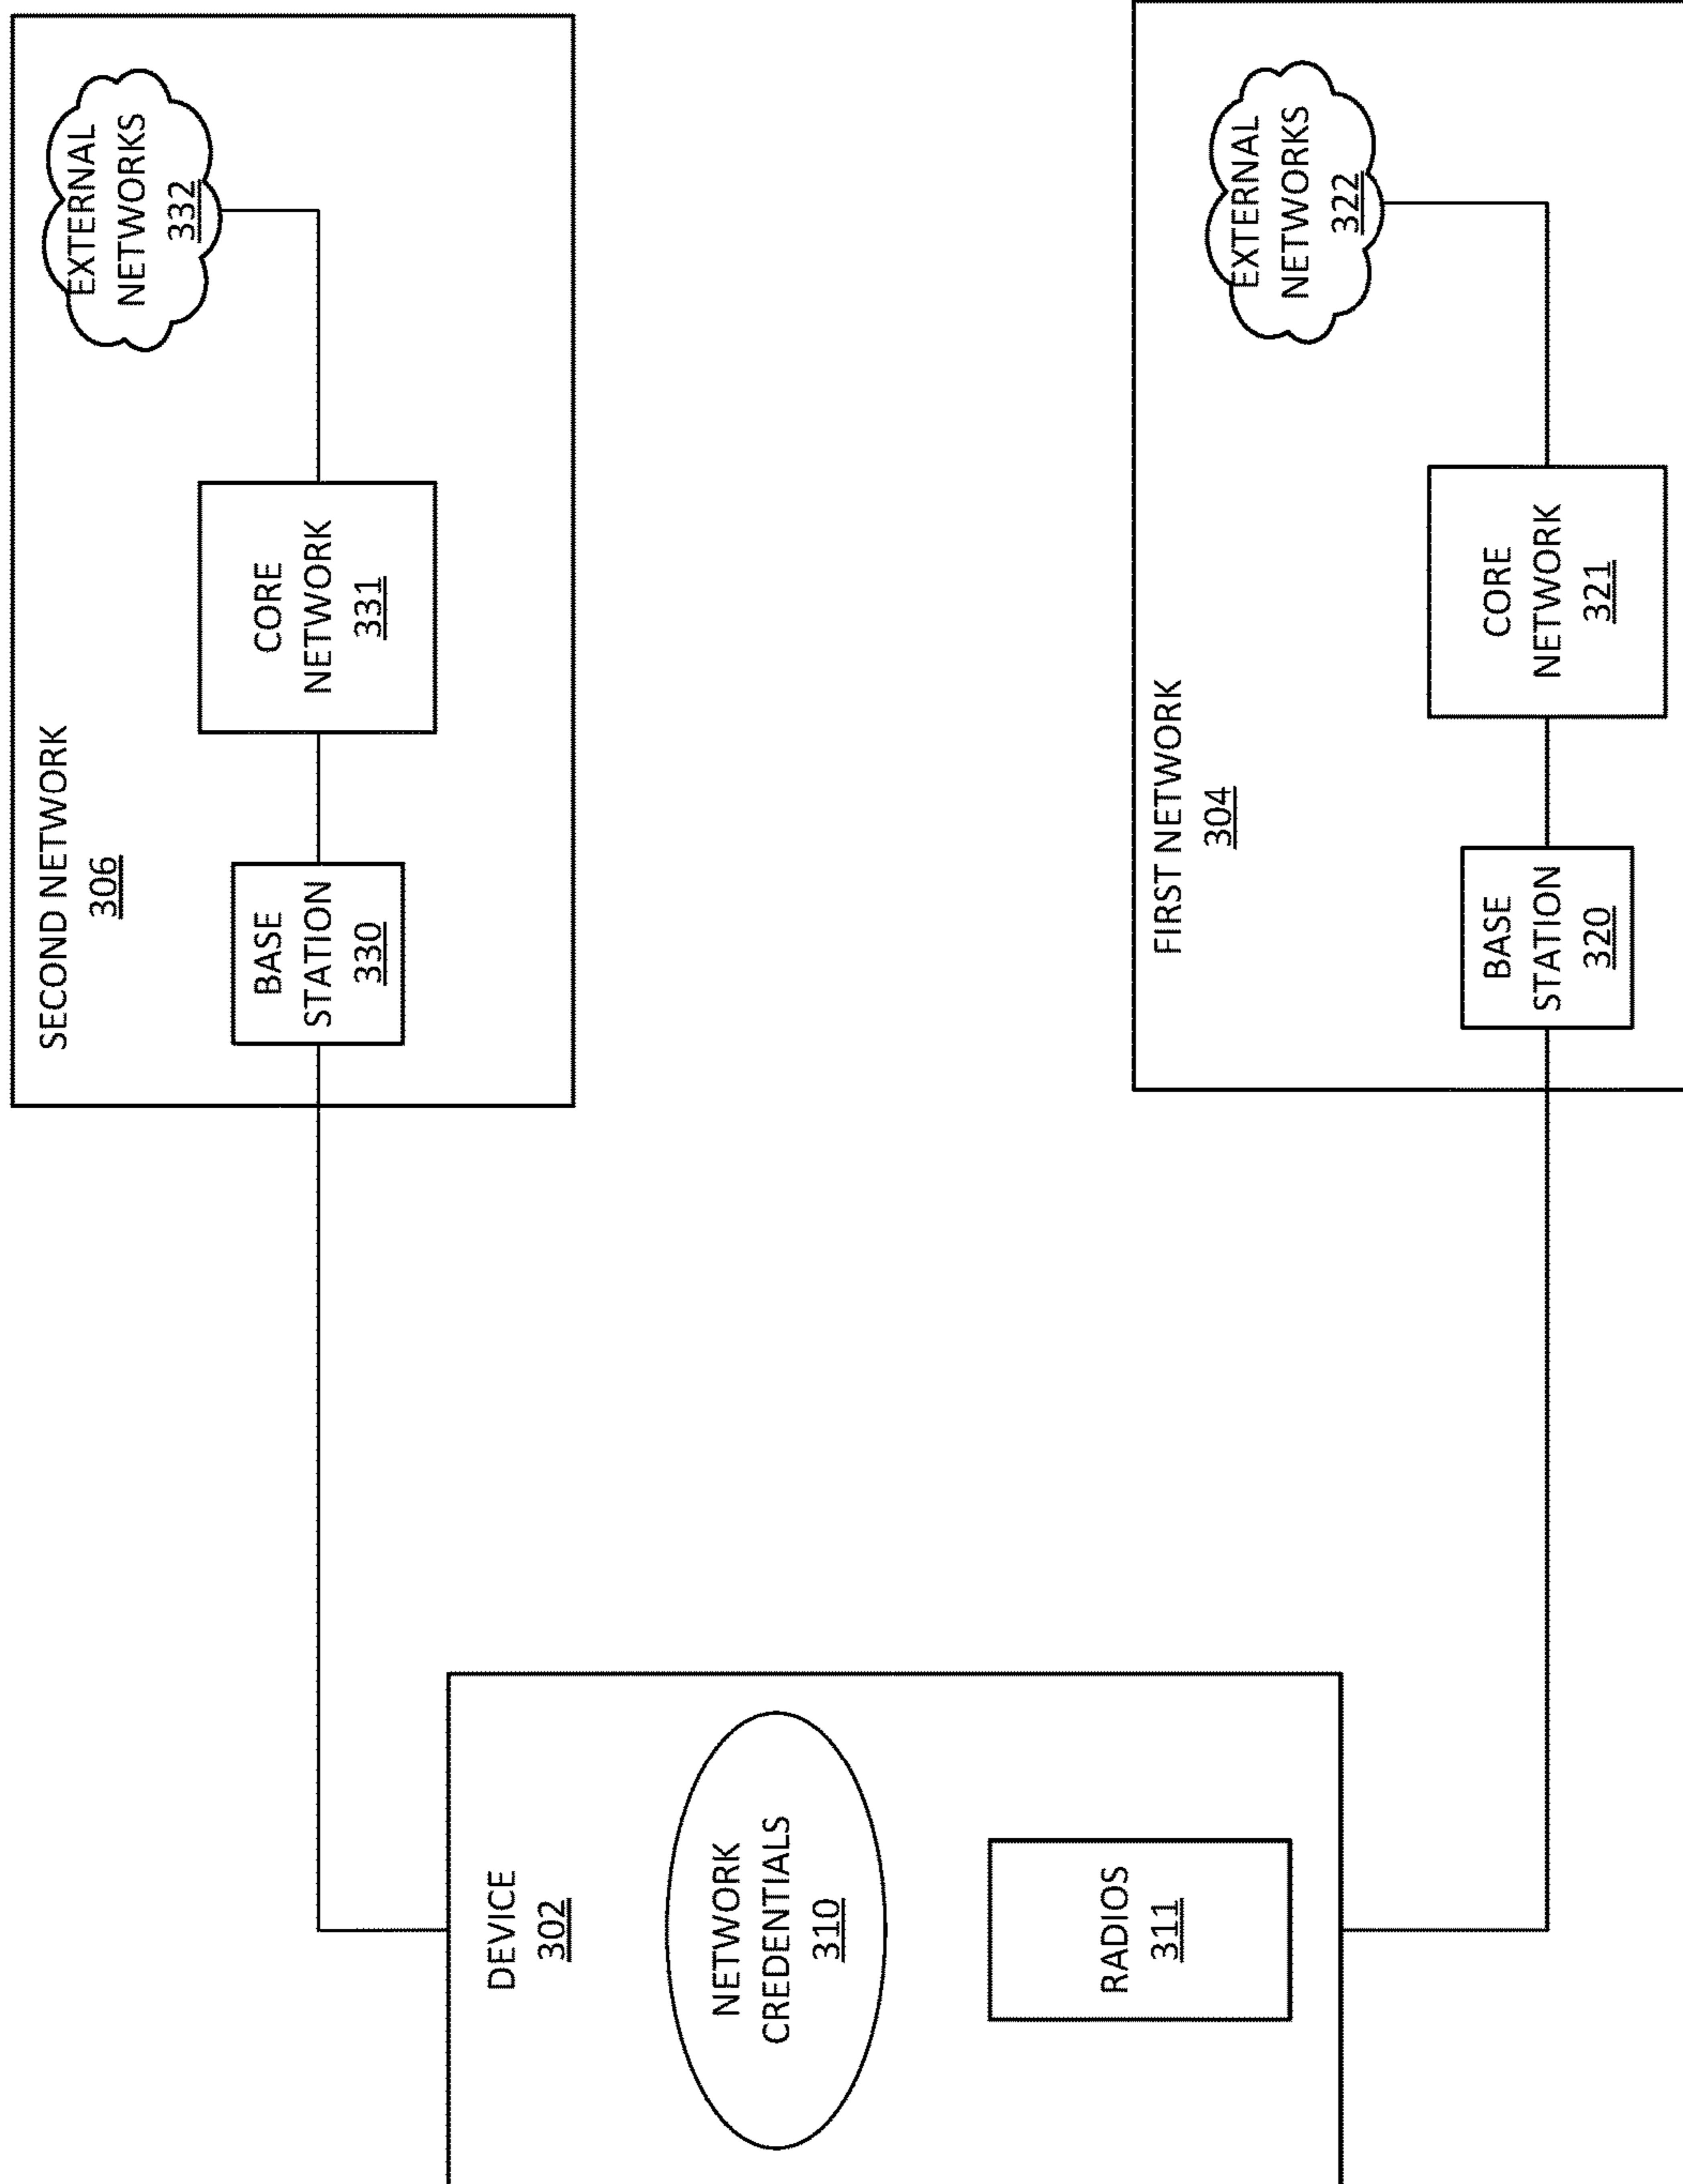 SECOND NETWORK
306
BASE
STATION
330
CORE
NETWORK
331
EXTERNAL
NETWORKS
332
DEVICE
302
NETWORK
CREDENTIALS
310
RADIOS
311
FIRST NETWORK
304
BASE
STATION
320
CORE
NETWORK
321
EXTERNAL
NETWORKS
322